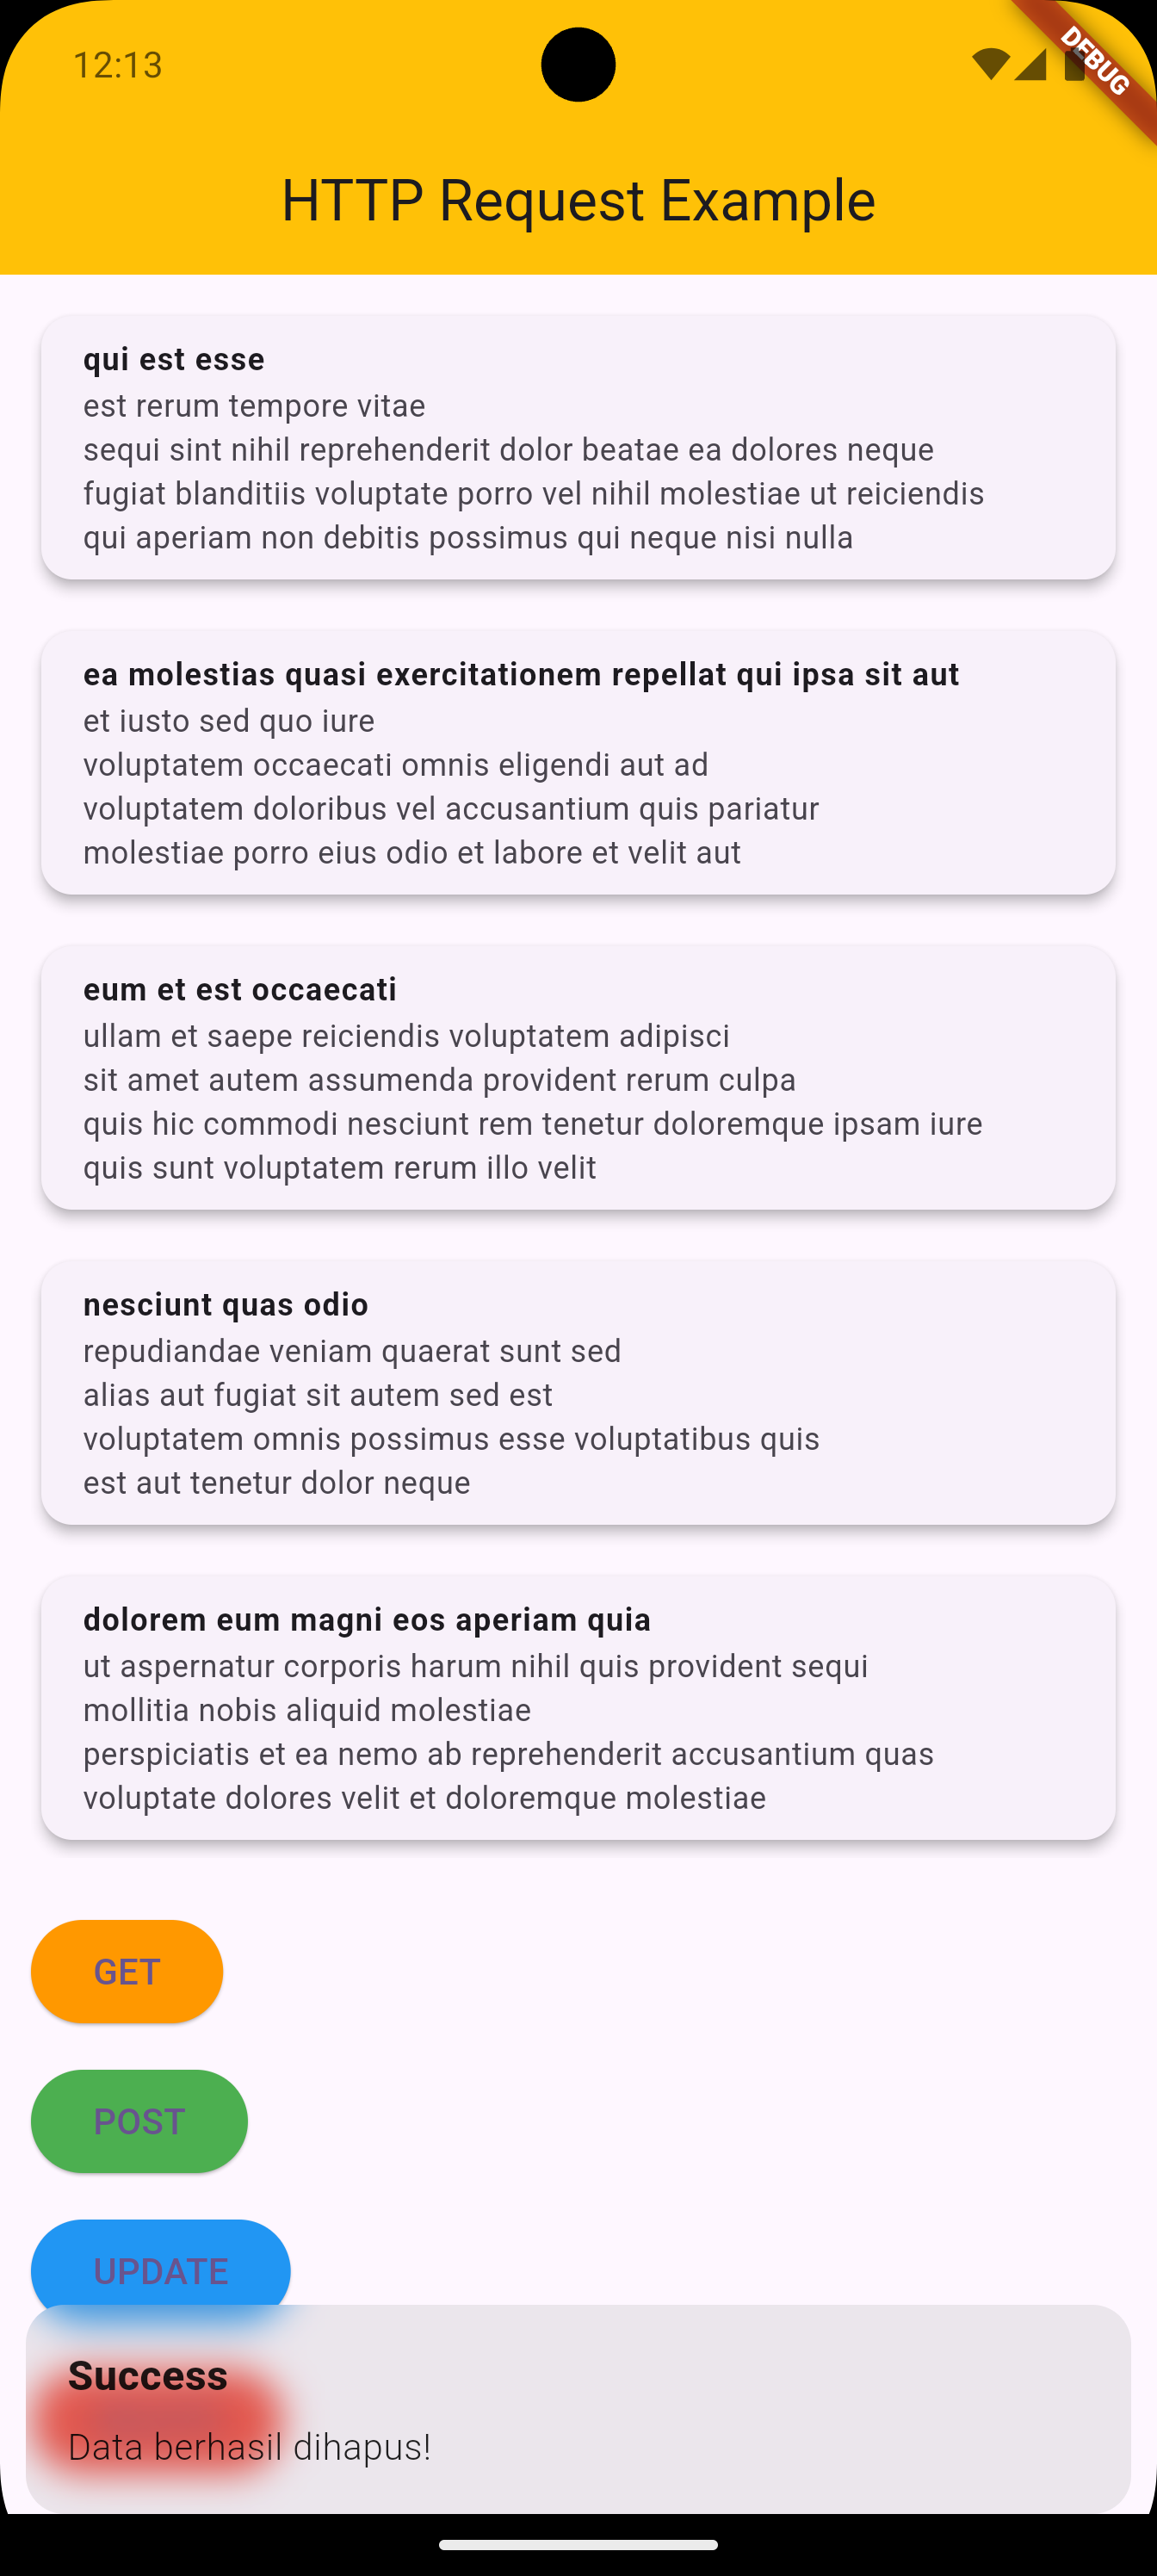 12:13
DEBUG
HTTP Request Example
qui est esse
est rerum tempore vitae
sequi sint nihil reprehenderit dolor beatae ea dolores neque
fugiat blanditiis voluptate porro vel nihil molestiae ut reiciendis
qui aperiam non debitis possimus qui neque nisi nulla
ea molestias quasi exercitationem repellat qui ipsa sit aut
et iusto sed quo iure
voluptatem occaecati omnis eligendi aut ad
voluptatem doloribus vel accusantium quis pariatur
molestiae porro eius odio et labore et velit aut
eum et est occaecati
ullam et saepe reiciendis voluptatem adipisci
sit amet autem assumenda provident rerum culpa
quis hic commodi nesciunt rem tenetur doloremque ipsam iure
quis sunt voluptatem rerum illo velit
nesciunt quas odio
repudiandae veniam quaerat sunt sed
alias aut fugiat sit autem sed est
voluptatem omnis possimus esse voluptatibus quis
est aut tenetur dolor neque
dolorem eum magni eos aperiam quia
ut aspernatur corporis harum nihil quis provident sequi
mollitia nobis aliquid molestiae
perspiciatis et ea nemo ab reprehenderit accusantium quas
voluptate dolores velit et doloremque molestiae
GET
POST
UPDATE
Success
Data berhasil dihapus!